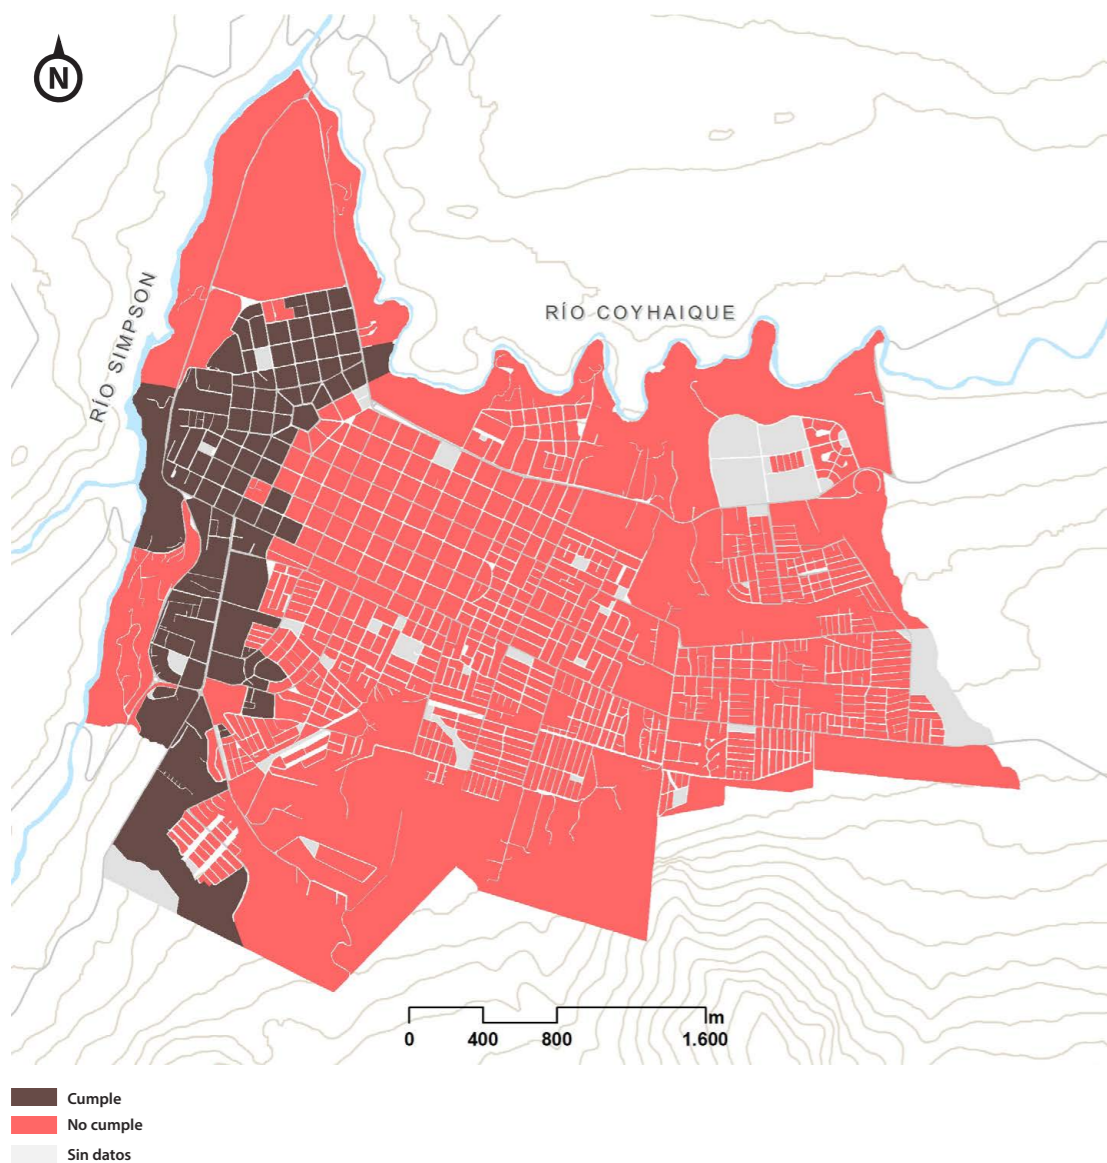 N
RÍO COYHAIQUE
RÍO SIMPSON
m
0 400 800 1.600
Cumple
No cumple
Sin datos